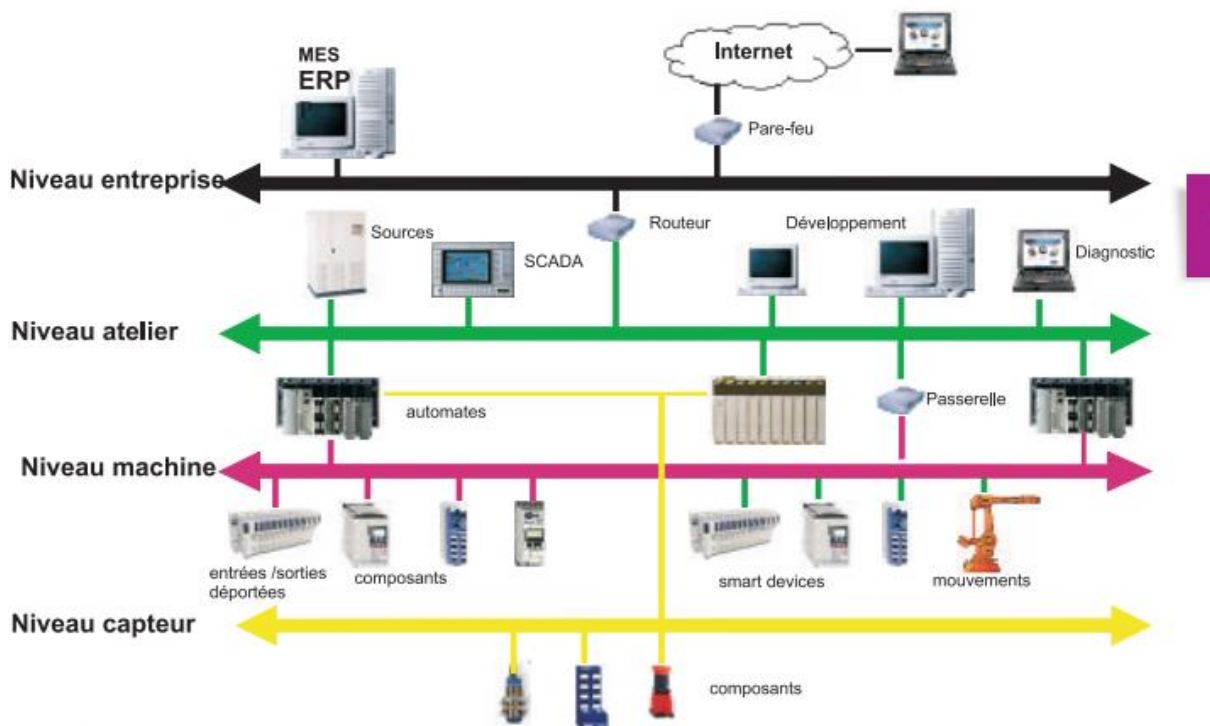 MES
ERP
Internet
Pare-feu
Niveau entreprise
Sources
SCADA
Routeur
Développement
Diagnostic
Niveau atelier
automates
Passerelle
Niveau machine
entrées /sorties
déportées
composants
smart devices
mouvements
Niveau capteur
composants